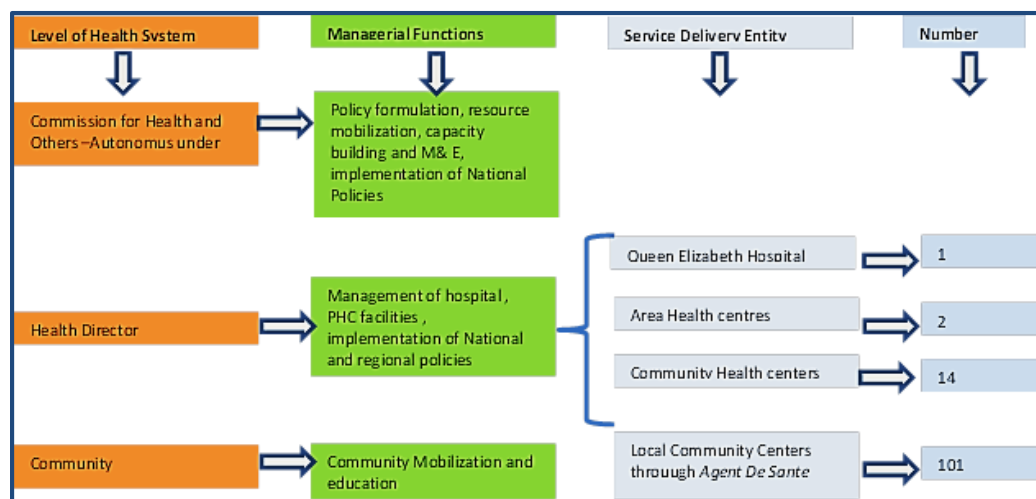 Level of Health System
Managerial Functions
Service Delivery Entity
Number
Commission for Health and
Others –Autonomus under
Policy formulation, resource
mobilization, capacity
building and M& E,
implementation of National
Policies
Queen Elizabeth Hospital
1
Health Director
Management of hospital,
PHC facilities ,
implementation of National
and regional policies
Area Health centres
2
Community Health centers
14
Community
Community Mobilization and
education
Local Community Centers
throuugh Agent De Sante
101